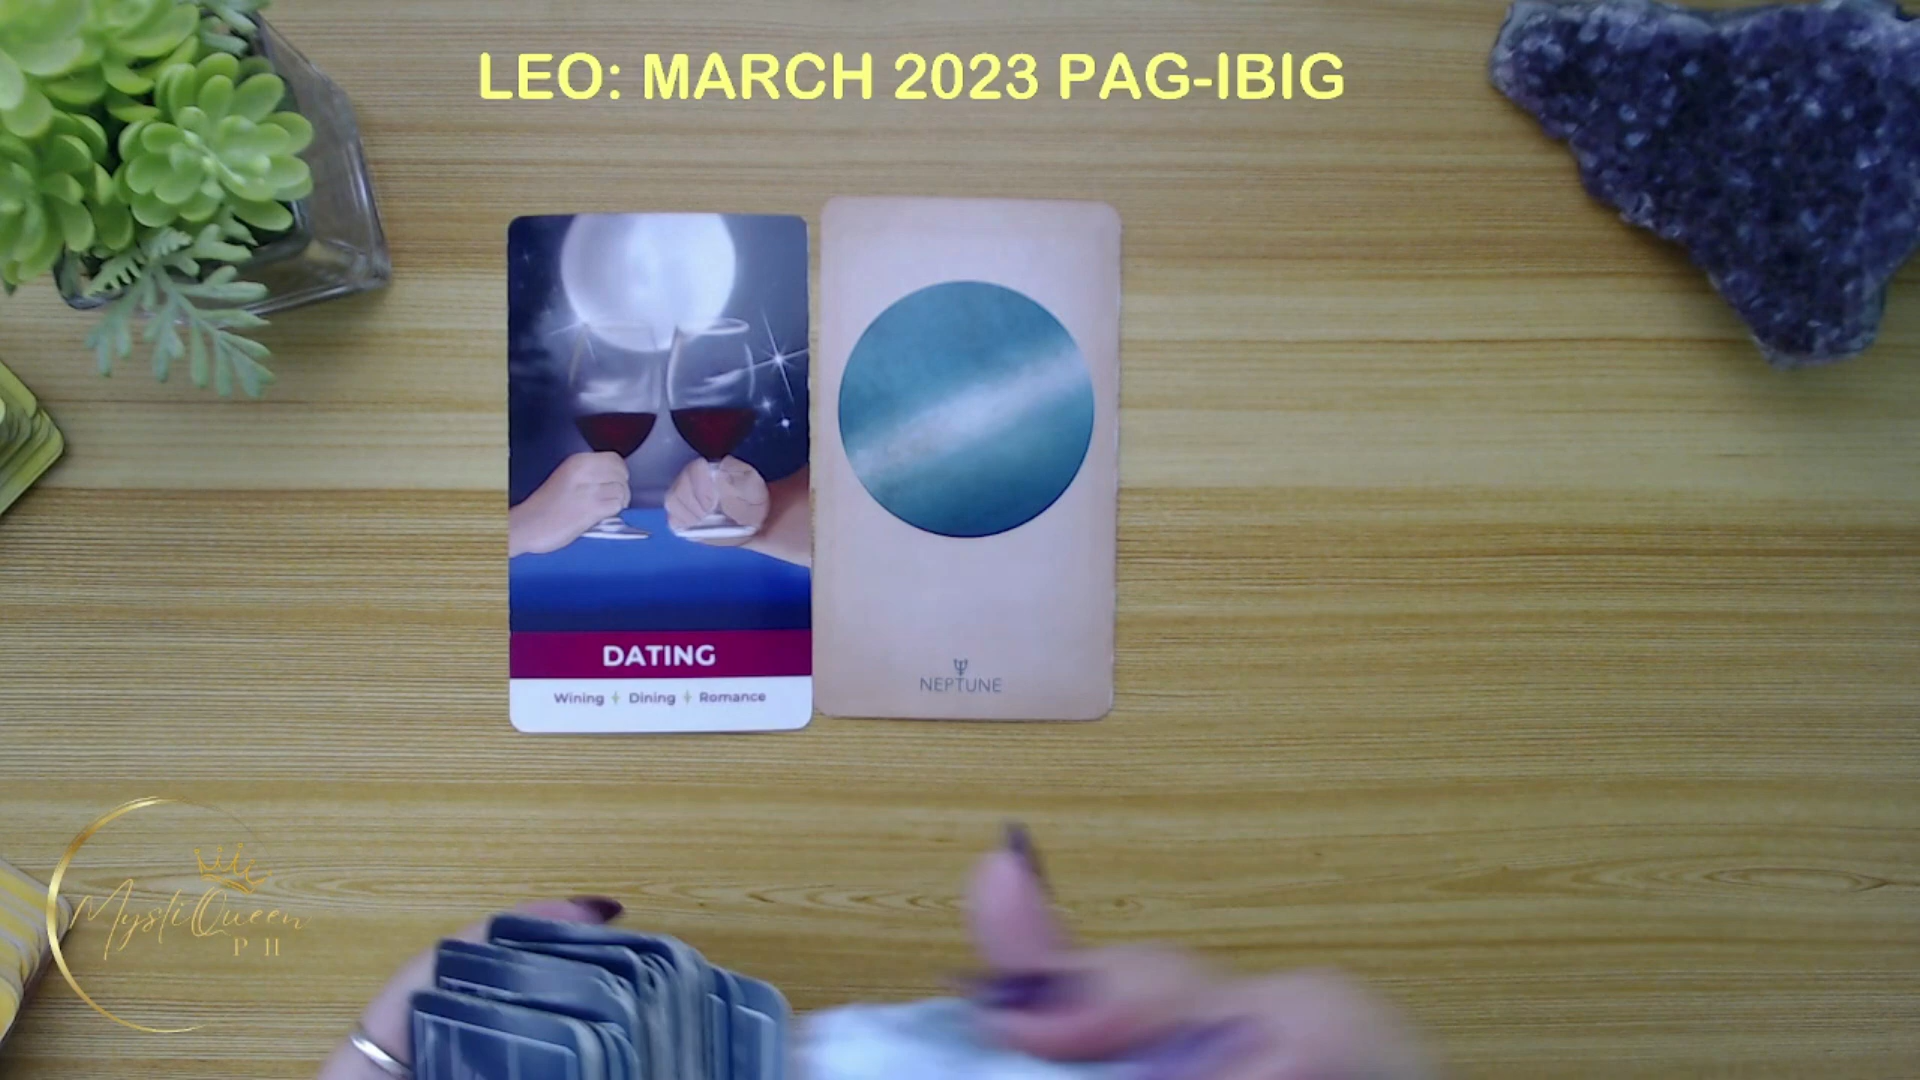 LEO: MARCH 2023 PAG-IBIG
DATING
Wining Dining Romance
NEPTUNE
MystiQueen
PH